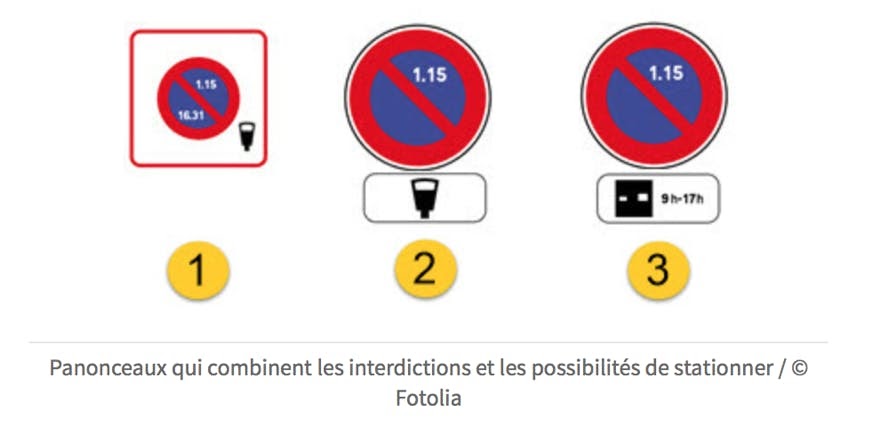 1.15
16.31
1.15
1.15
9h-17h
1
2
3
Panonceaux qui combinent les interdictions et les possibilités de stationner / ©
Fotolia